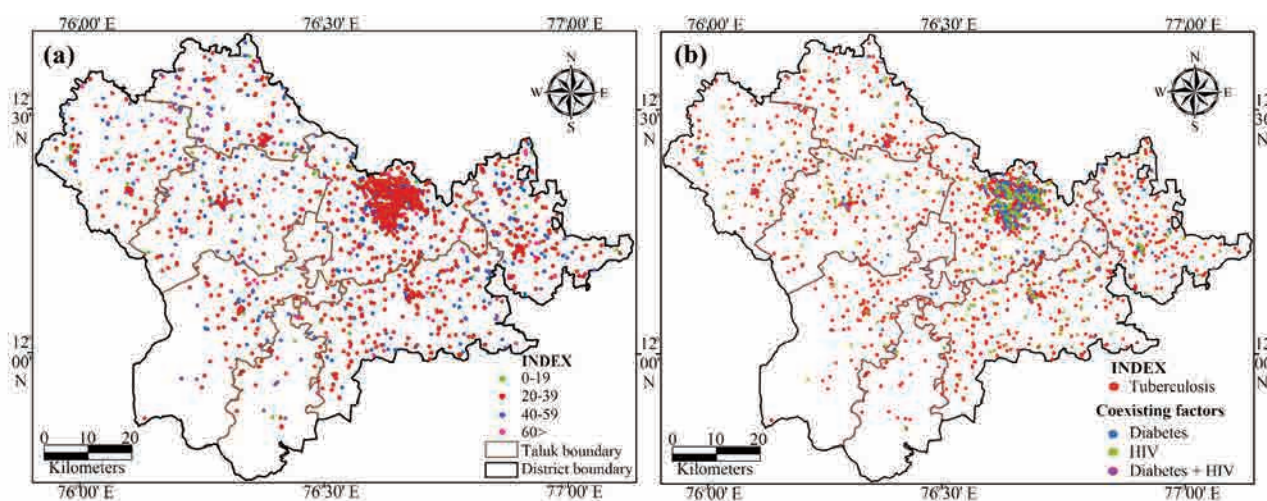 76°00' E 76°30' E 77°00' E
(a)
N
W E
S
12°
30'
N
12°
00'
N
INDEX
0-19
20-39
40-59
60>
Taluk boundary
District boundary
0 10 20
Kilometers
76°00' E 76°30' E 77°00' E
76°00' E 76°30' E 77°00' E
(b)
N
W E
S
12°
30'
N
12°
00'
N
INDEX
Tuberculosis
Coexisting factors
Diabetes
HIV
Diabetes + HIV
0 10 20
Kilometers
76°00' E 76°30' E 77°00' E